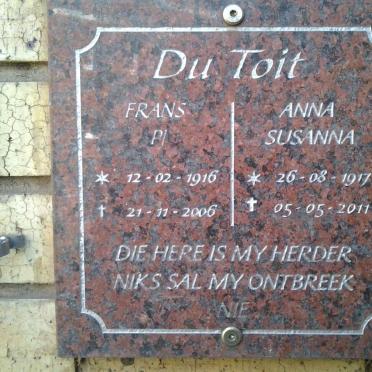 Du Toit
FRANS
PJ
* 12-02-1916
† 21-11-2006
ANNA
SUSANNA
* 26-08-1917
✝ 05-05-2011
DIE HERE IS MY HERDER
NIKS SAL MY ONTBREEK
NIE